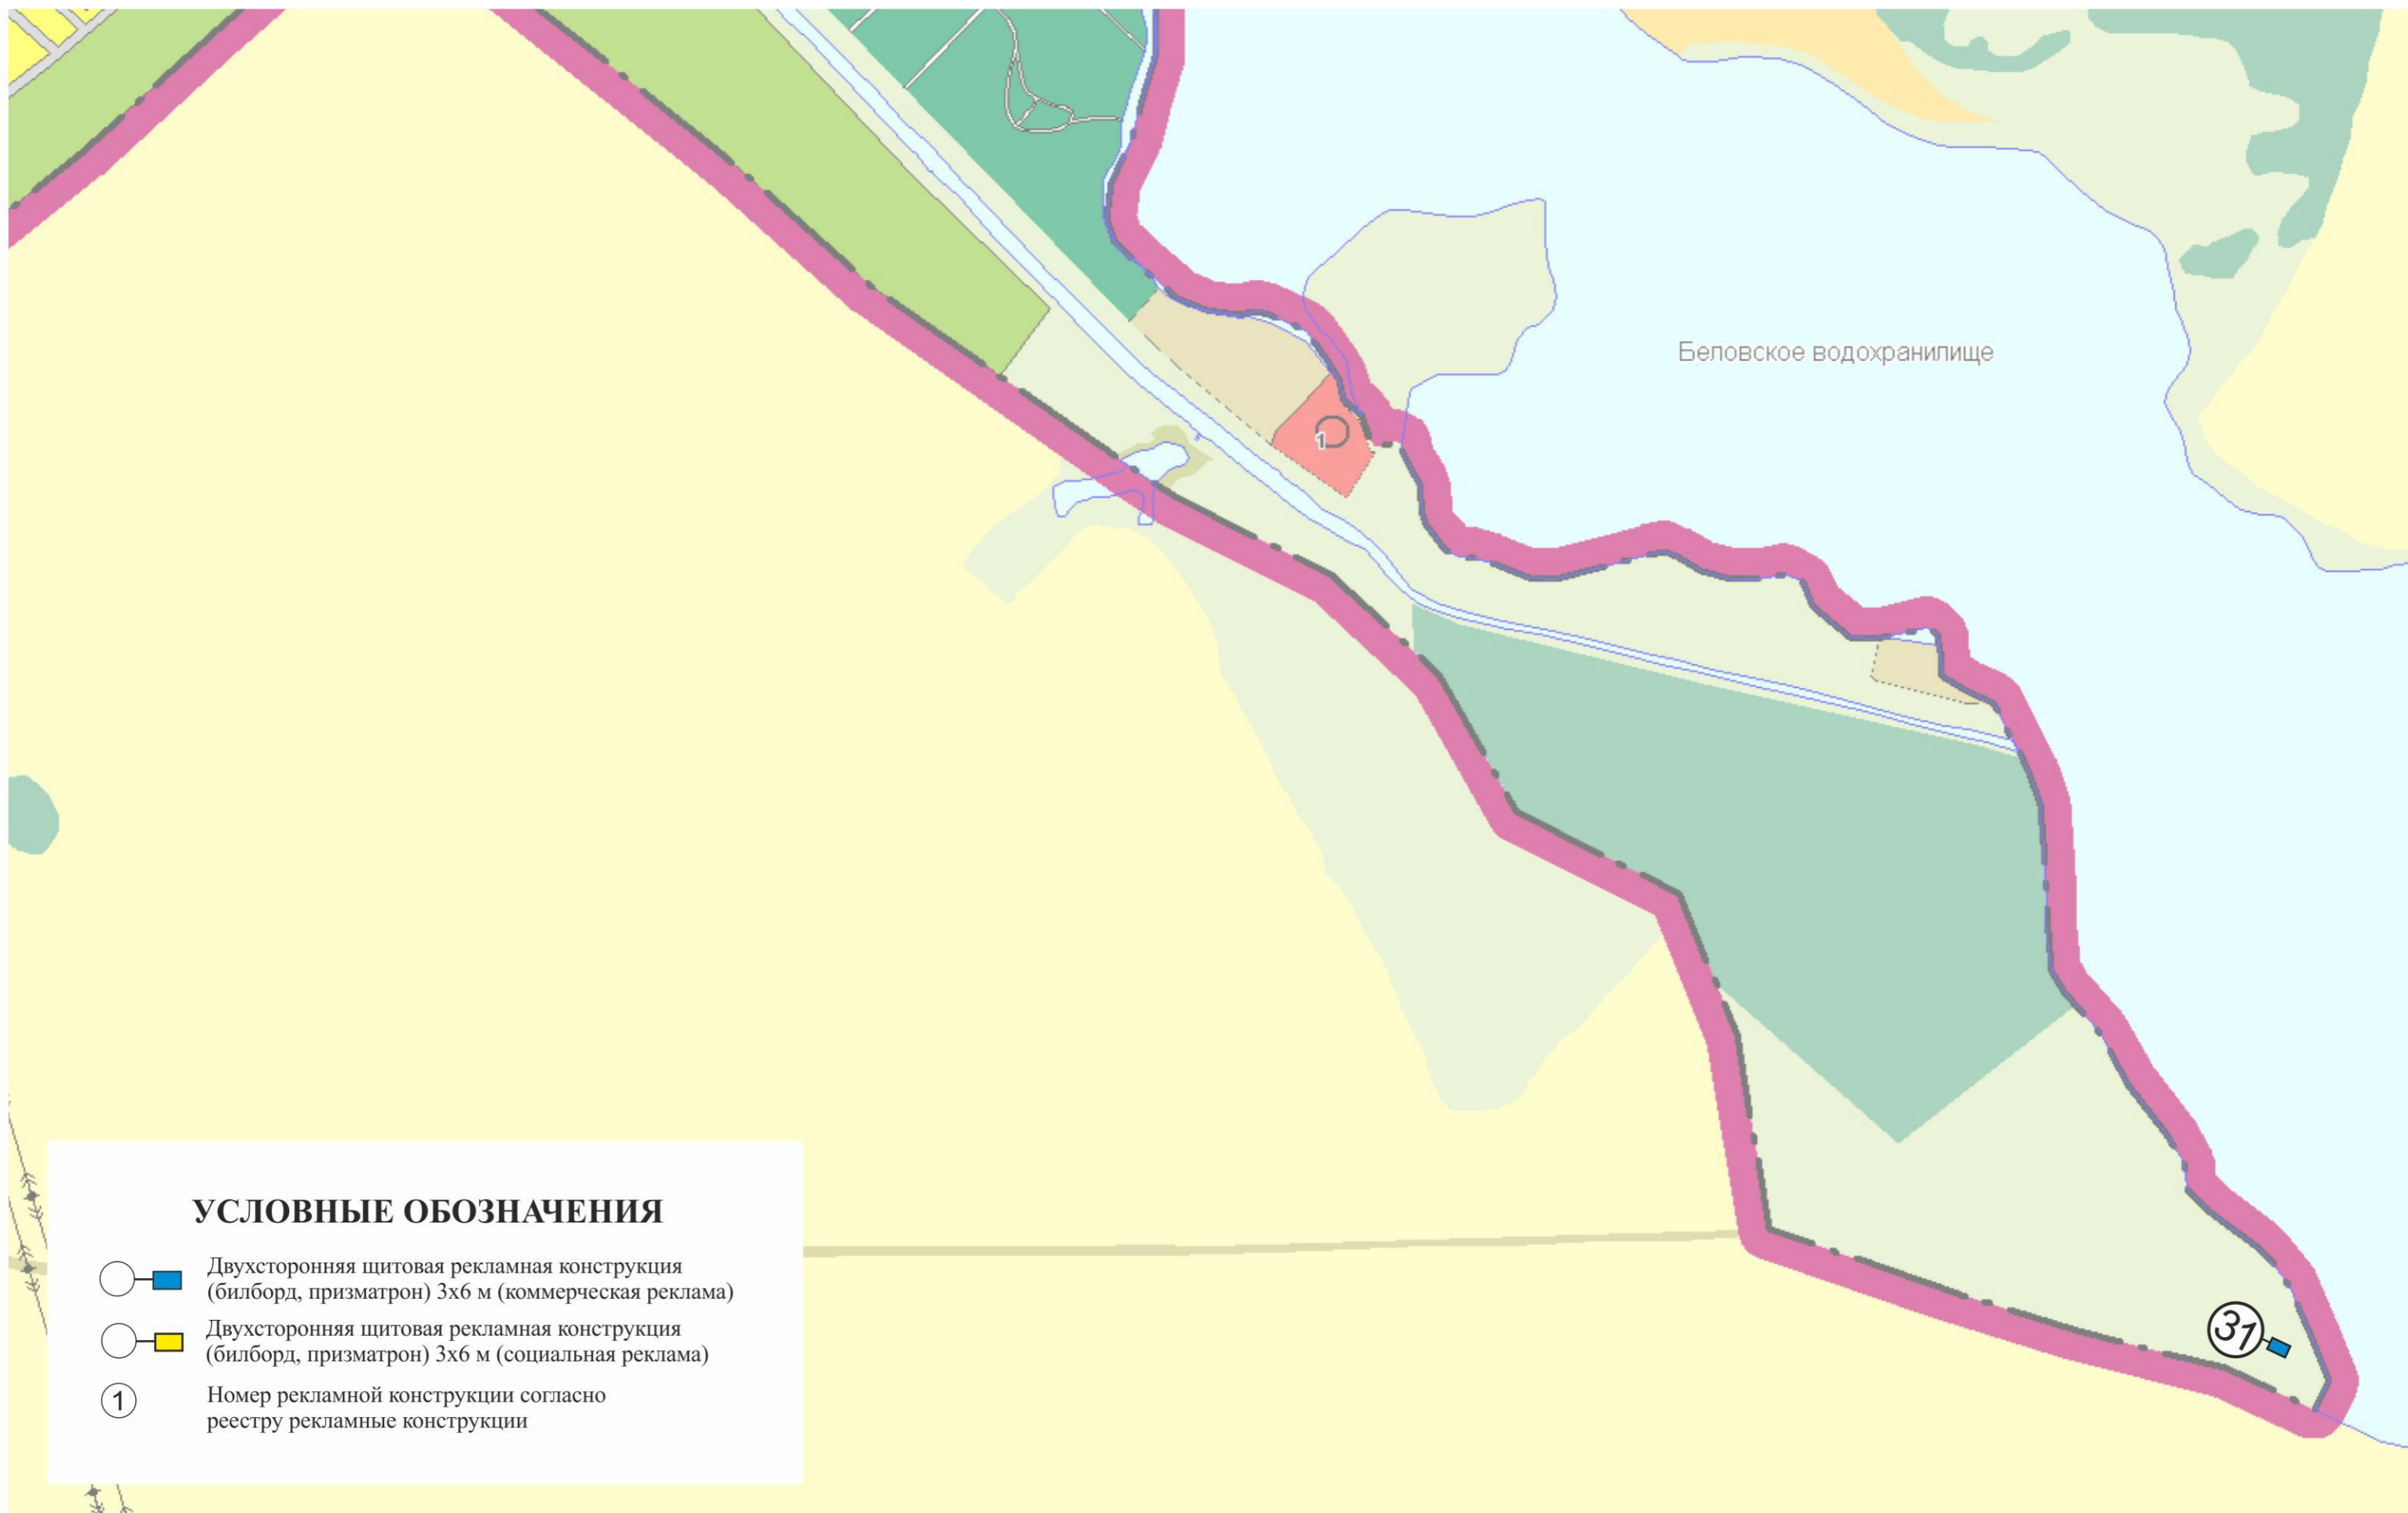 Беловское водохранилище
1
УСЛОВНЫЕ ОБОЗНАЧЕНИЯ
Двухсторонняя щитовая рекламная конструкция
(билборд, призматрон) 3х6 м (коммерческая реклама)
Двухсторонняя щитовая рекламная конструкция
(билборд, призматрон) 3х6 м (социальная реклама)
1 Номер рекламной конструкции согласно
реестру рекламные конструкции
31